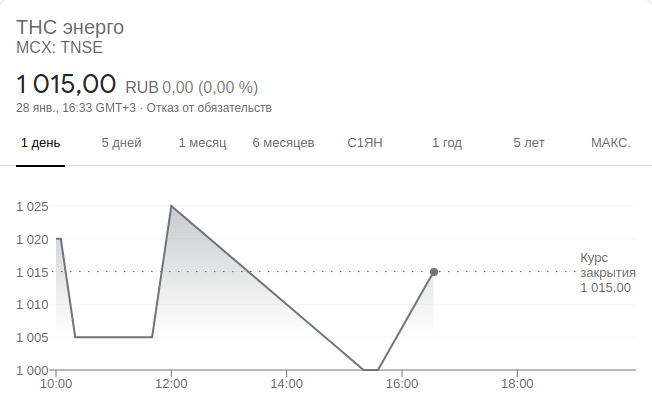 ТНС энерго
MCX: TNSE
1 015,00 RUB 0,00 (0,00 %)
28 янв., 16:33 GMT+3 · Отказ от обязательств
1 день 5 дней 1 месяц 6 месяцев С1ЯН 1 год 5 лет МАКС.
1 025
1 020
1 015
1 010
1 005
1 000
Курс
закрытия
1 015,00
10:00 12:00 14:00 16:00 18:00